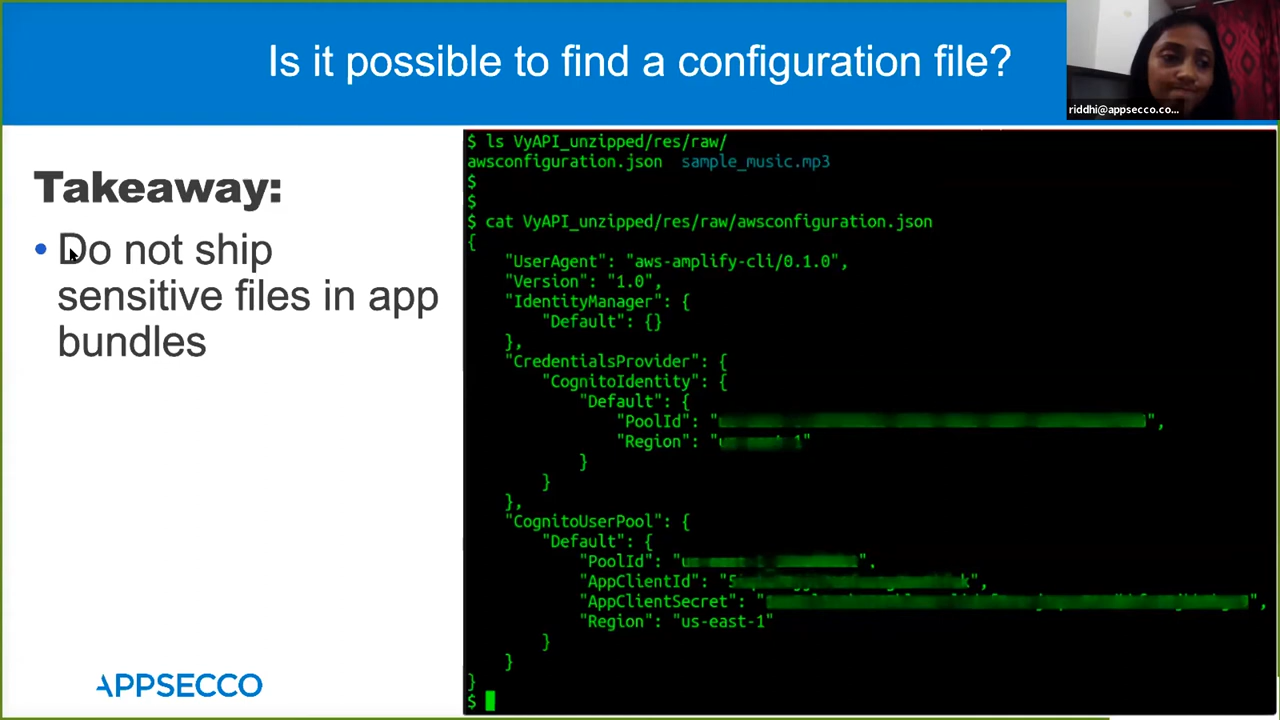 Is it possible to find a configuration file?
riddhi@appsecco.co...
Takeaway:
• Do not ship
sensitive files in app
bundles
$ ls VyAPI_unzipped/res/raw/
awsconfiguration.json  sample_music.mp3
$
$
$ cat VyAPI_unzipped/res/raw/awsconfiguration.json
{
    "UserAgent": "aws-amplify-cli/0.1.0",
    "Version": "1.0",
    "IdentityManager": {
        "Default": {}
    },
    "CredentialsProvider": {
        "CognitoIdentity": {
            "Default": {
                "PoolId": "",
                "Region": ""
            }
        }
    },
    "CognitoUserPool": {
        "Default": {
            "PoolId": "",
            "AppClientId": "",
            "AppClientSecret": "",
            "Region": "us-east-1"
        }
    }
}
$
APPSECCO